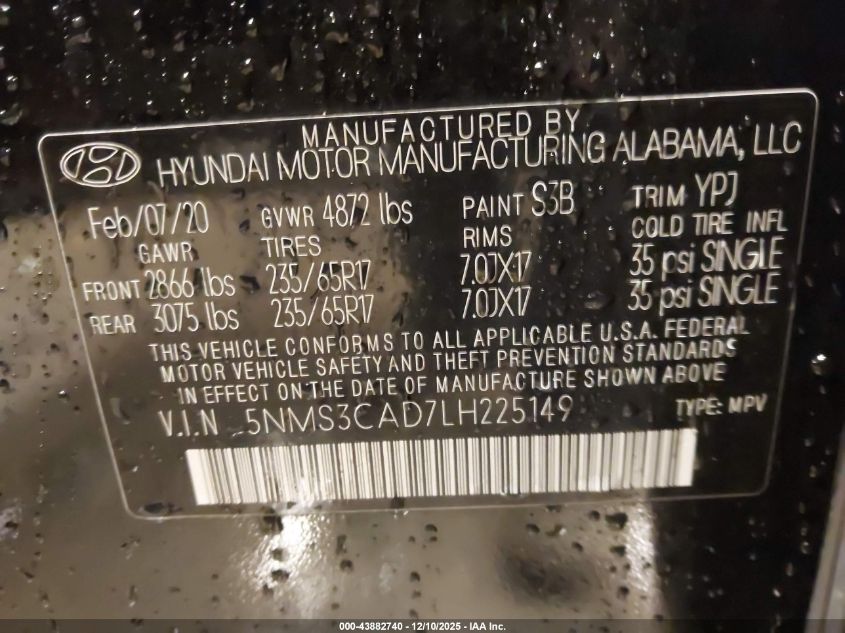 MANUFACTURED BY
HYUNDAI MOTOR MANUFACTURING ALABAMA, LLC
Feb/07/20 GVWR 4872 lbs PAINT S3B TRIM YPJ
GAWR TIRES RIMS COLD TIRE INFL
FRONT 2866 lbs 235/65R17 7.0JX17 35 psi SINGLE
REAR 3075 lbs 235/65R17 7.0JX17 35 psi SINGLE
THIS VEHICLE CONFORMS TO ALL APPLICABLE U.S.A. FEDERAL
MOTOR VEHICLE SAFETY AND THEFT PREVENTION STANDARDS
IN EFFECT ON THE DATE OF MANUFACTURE SHOWN ABOVE
V.I.N 5NMS3CAD7LH225149 TYPE: MPV
000-43882740 - 12/10/2025 - IAA Inc.